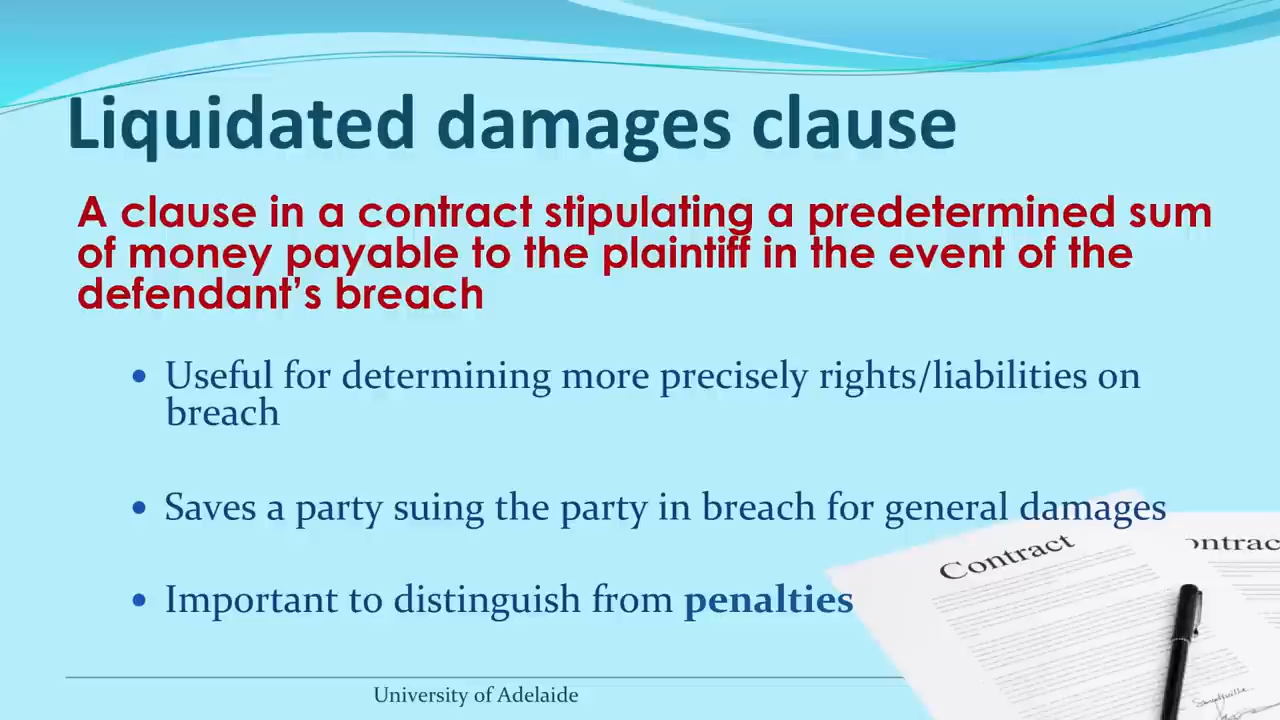 Liquidated damages clause
A clause in a contract stipulating a predetermined sum
of money payable to the plaintiff in the event of the
defendant’s breach
• Useful for determining more precisely rights/liabilities on
breach
• Saves a party suing the party in breach for general damages
• Important to distinguish from penalties
Contract
ontrac
University of Adelaide